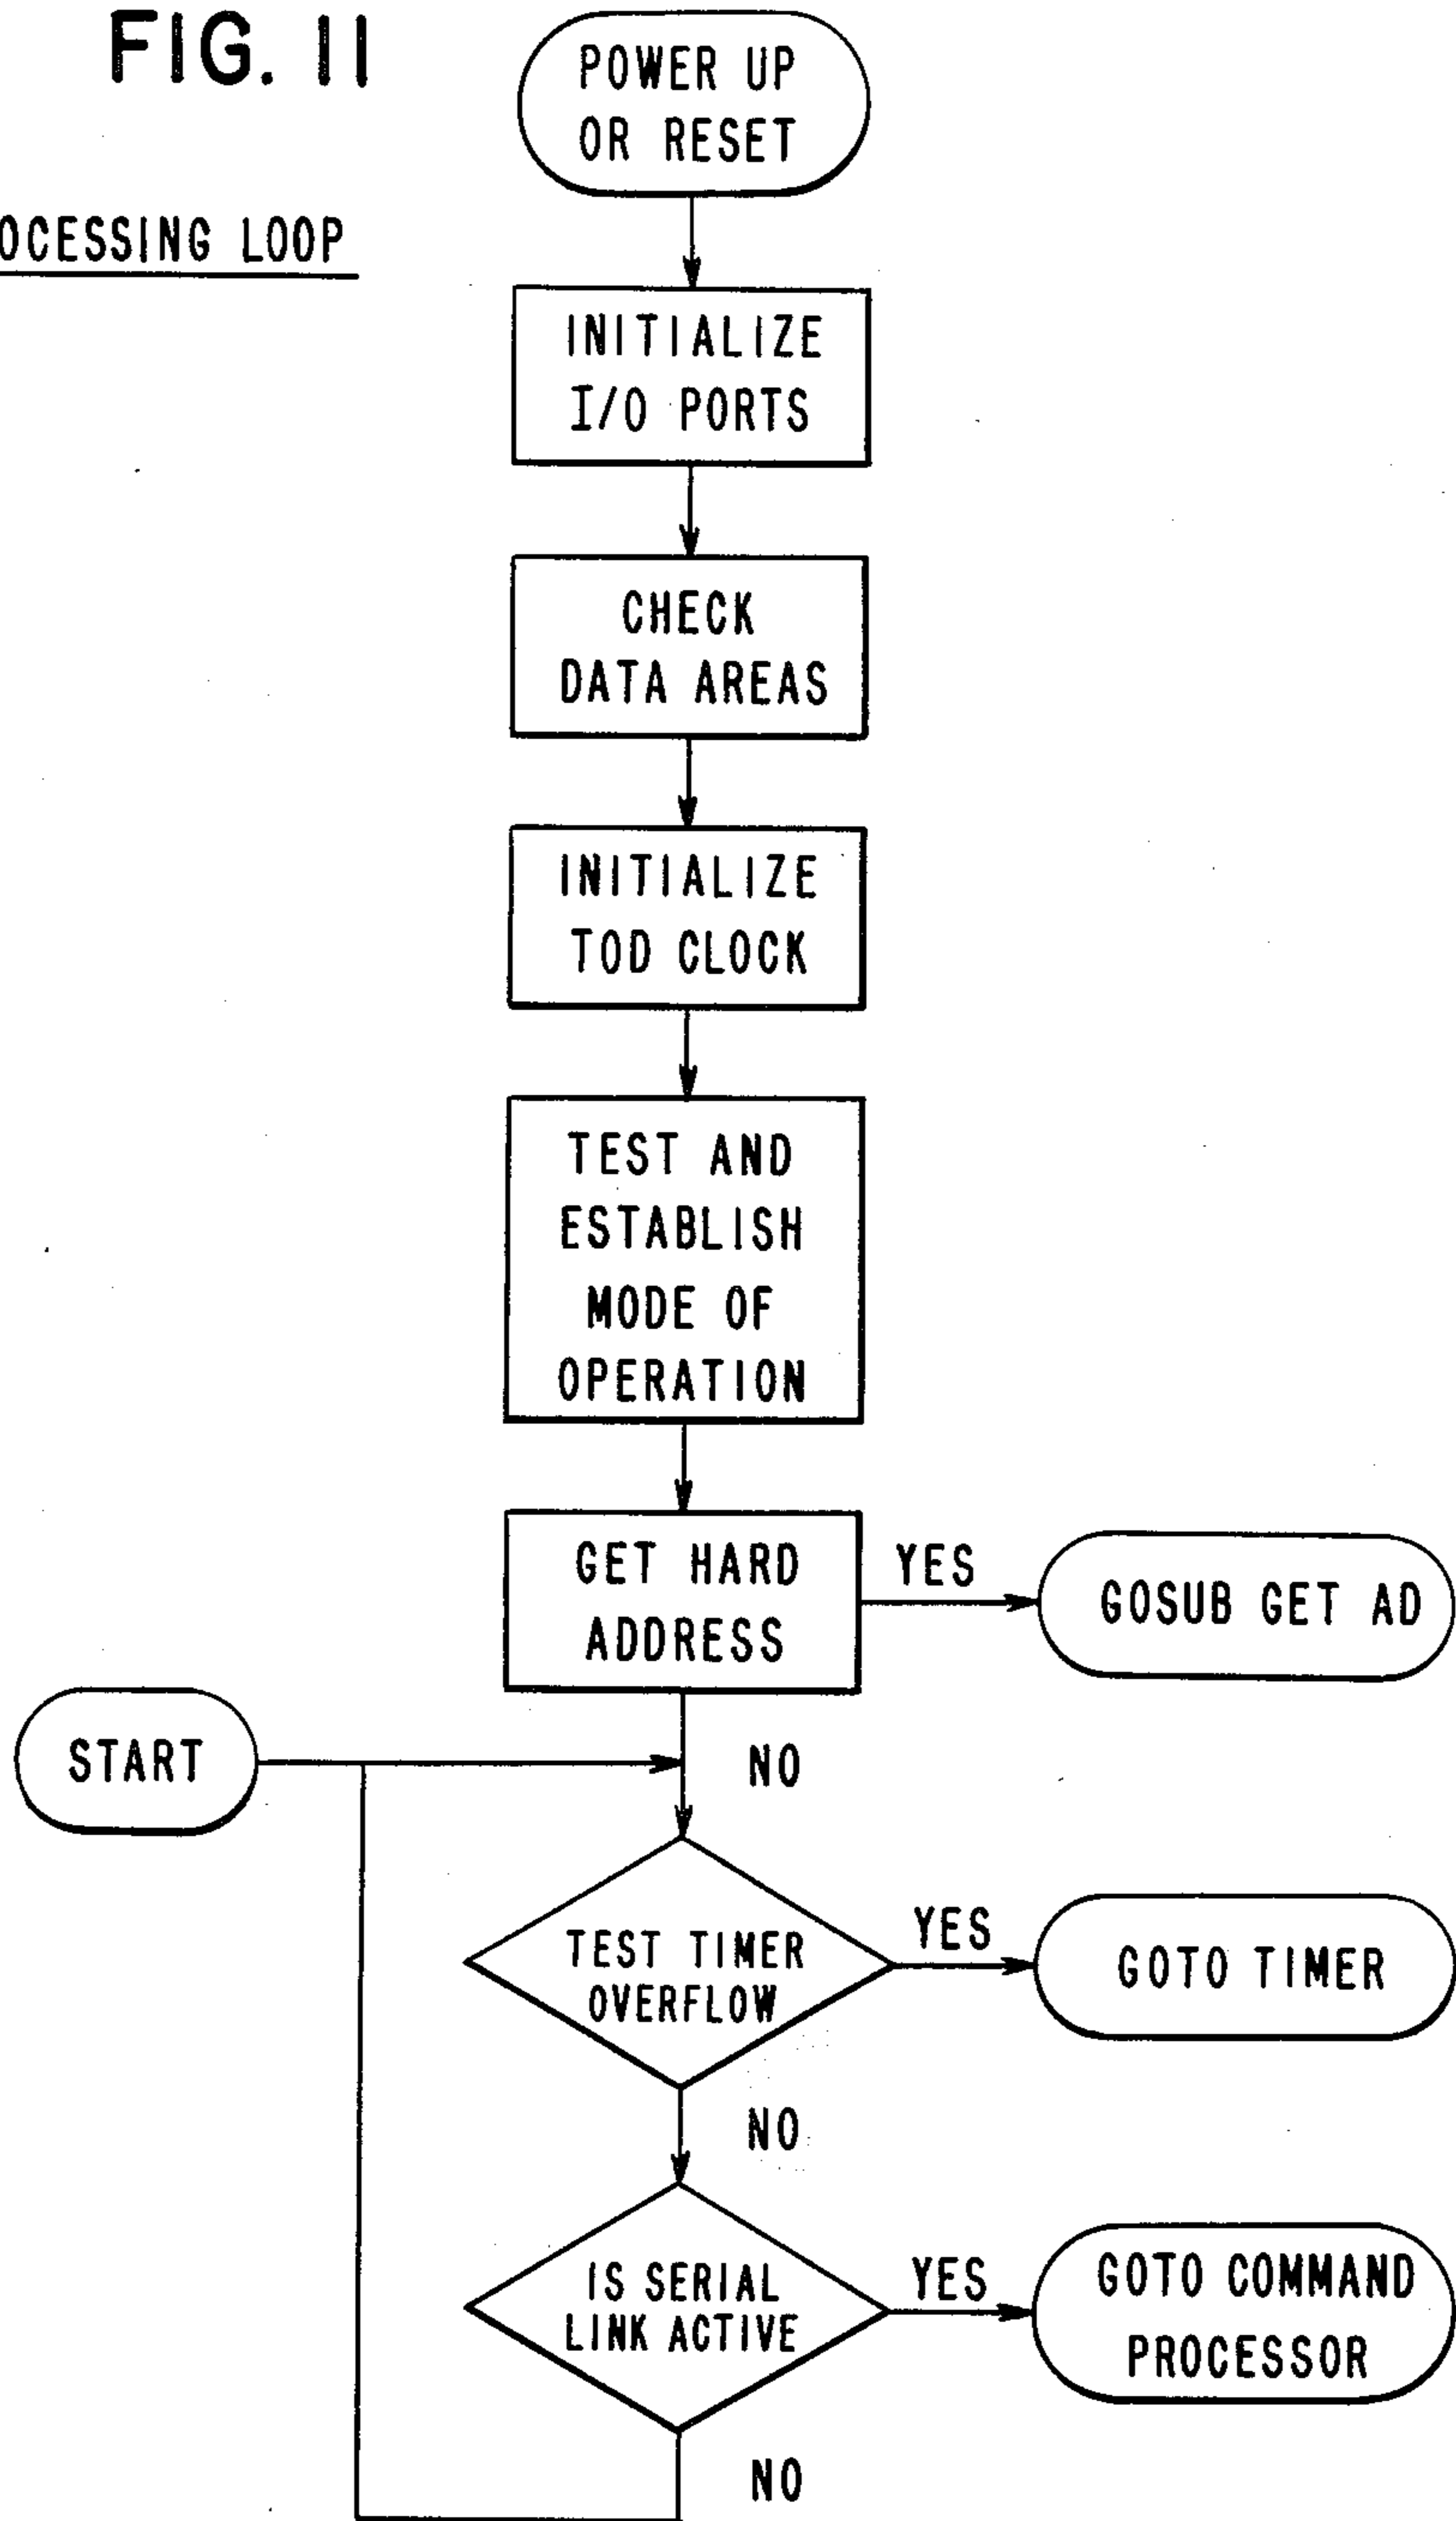 FIG. 11
POWER UP
OR RESET
LOOP
INITIALIZE
I/O PORTS
CHECK
DATA AREAS
INITIALIZE
TOD CLOCK
TEST AND
ESTABLISH
MODE OF
OPERATION
GET HARD
ADDRESS
YES
GOSUB GET AD
START
NO
TEST TIMER
OVERFLOW
YES
GOTO TIMER
NO
IS SERIAL
LINK ACTIVE
YES
GOTO COMMAND
PROCESSOR
NO